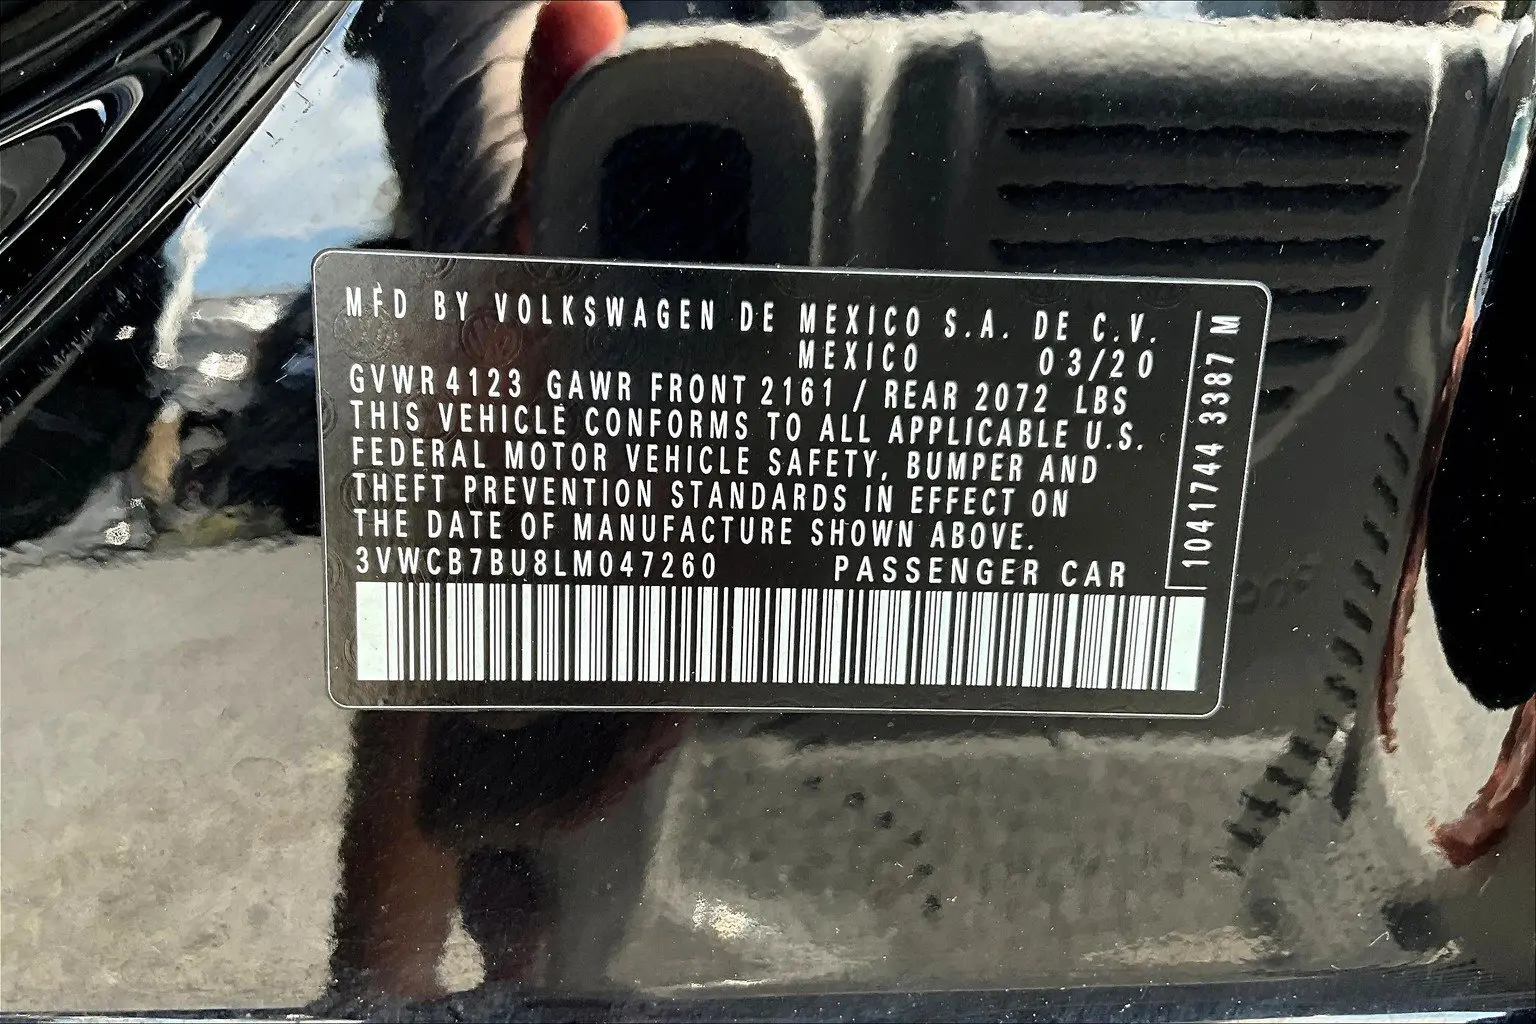 MFD BY VOLKSWAGEN DE MEXICO S.A. DE C.V.
MEXICO 03/20
GVWR 4123 GAWR FRONT 2161 / REAR 2072 LBS
THIS VEHICLE CONFORMS TO ALL APPLICABLE U.S.
FEDERAL MOTOR VEHICLE SAFETY, BUMPER AND
THEFT PREVENTION STANDARDS IN EFFECT ON
THE DATE OF MANUFACTURE SHOWN ABOVE.
3VWCB7BU8LM047260 PASSENGER CAR
1041744 3387 M